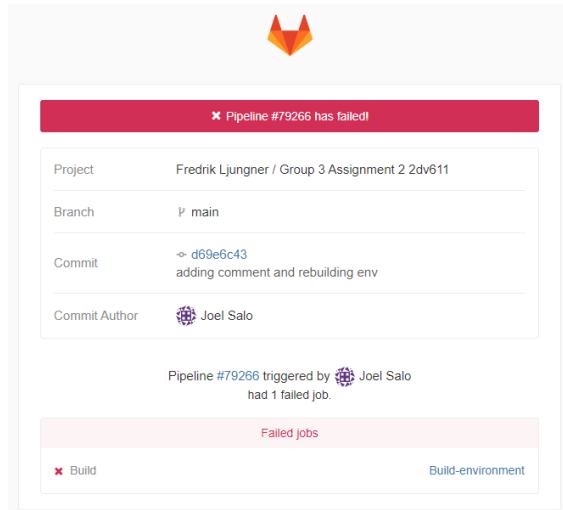 ✖ Pipeline #79266 has failed!
Project Fredrik Ljungner / Group 3 Assignment 2 2dv611
Branch main
Commit d69e6c43
adding comment and rebuilding env
Commit Author Joel Salo
Pipeline #79266 triggered by Joel Salo
had 1 failed job.
Failed jobs
✖ Build Build-environment